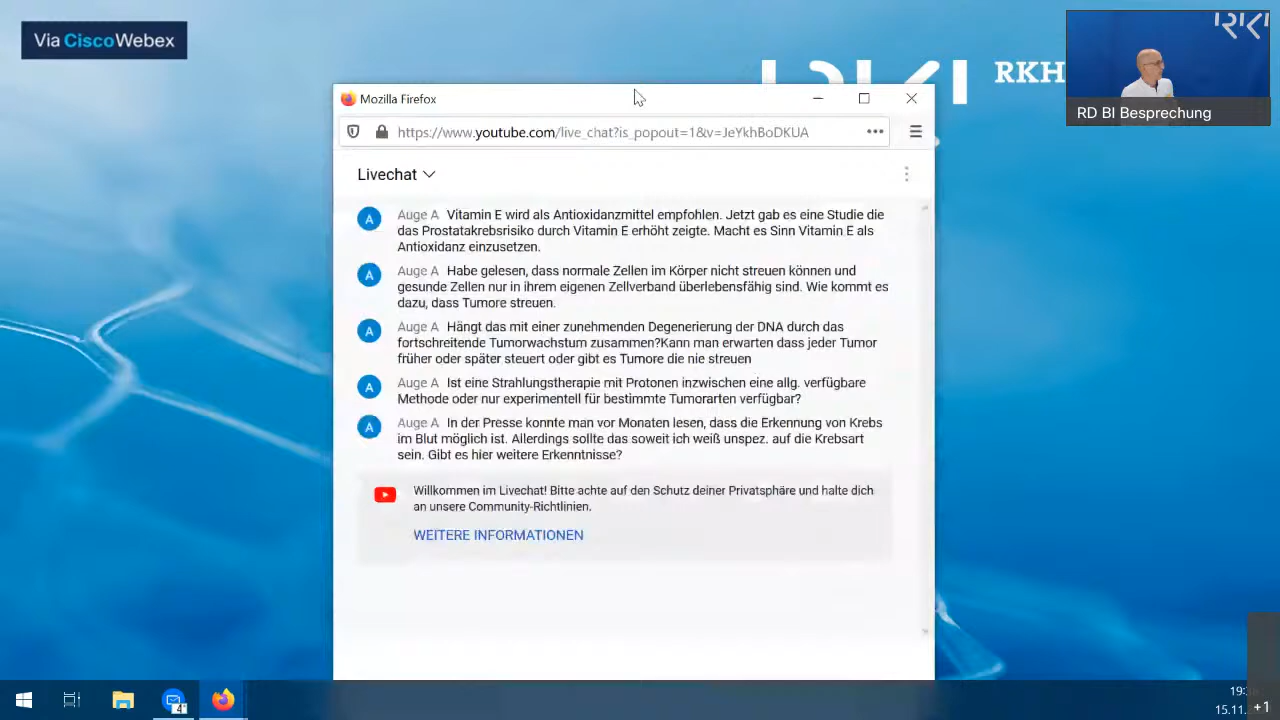 Via Cisco Webex
RKH
RD BI Besprechung
Mozilla Firefox
https://www.youtube.com/live_chat?is_popout=1&v=JeYkhBoDKUA
Livechat
A Auge A Vitamin E wird als Antioxidanzmittel empfohlen. Jetzt gab es eine Studie die
das Prostatakrebsrisiko durch Vitamin E erhöht zeigte. Macht es Sinn Vitamin E als
Antioxidanz einzusetzen.
A Auge A Habe gelesen, dass normale Zellen im Körper nicht streuen können und
gesunde Zellen nur in ihrem eigenen Zellverband überlebensfähig sind. Wie kommt es
dazu, dass Tumore streuen.
A Auge A Hängt das mit einer zunehmenden Degenerierung der DNA durch das
fortschreitende Tumorwachstum zusammen?Kann man erwarten dass jeder Tumor
früher oder später steuert oder gibt es Tumore die nie streuen
A Auge A Ist eine Strahlungstherapie mit Protonen inzwischen eine allg. verfügbare
Methode oder nur experimentell für bestimmte Tumorarten verfügbar?
A Auge A In der Presse konnte man vor Monaten lesen, dass die Erkennung von Krebs
im Blut möglich ist. Allerdings sollte das soweit ich weiß unspez. auf die Krebsart
sein. Gibt es hier weitere Erkenntnisse?
Willkommen im Livechat! Bitte achte auf den Schutz deiner Privatsphäre und halte dich
an unsere Community-Richtlinien.
WEITERE INFORMATIONEN
4
+1